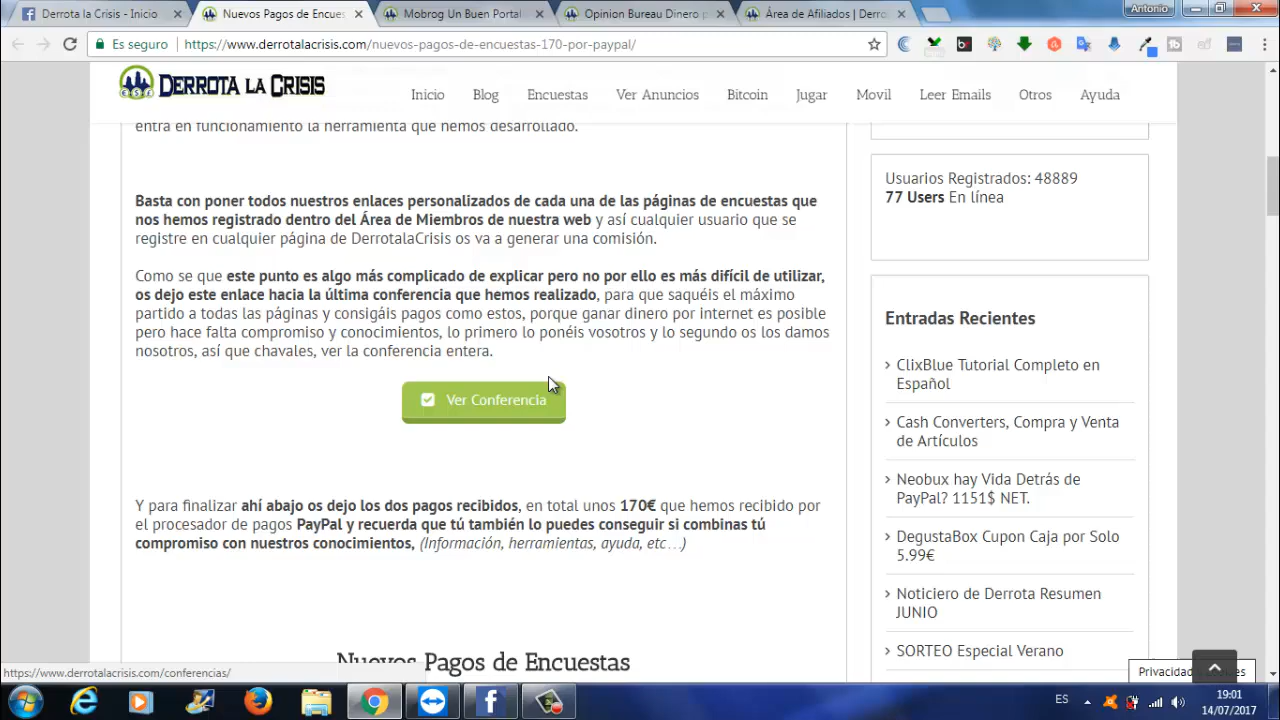 Derrota la Crisis - Inicio
Nuevos Pagos de Encues
Mobrog | Un Buen Portal
Opinion Bureau Dinero p
Área de Afiliados | Derro
Antonio
Es seguro
https://www.derrotalacrisis.com/nuevos-pagos-de-encuestas-170-por-paypal/
DERROTA LA CRISIS
Inicio
Blog
Encuestas
Ver Anuncios
Bitcoin
Jugar
Movil
Leer Emails
Otros
Ayuda
entra en funcionamiento la herramienta que hemos desarrollado.
Basta con poner todos nuestros enlaces personalizados de cada una de las páginas de encuestas que
nos hemos registrado dentro del Área de Miembros de nuestra web y así cualquier usuario que se
registre en cualquier página de DerrotalaCrisis os va a generar una comisión.
Como se que este punto es algo más complicado de explicar pero no por ello es más difícil de utilizar,
os dejo este enlace hacia la última conferencia que hemos realizado, para que saquéis el máximo
partido a todas las páginas y consigáis pagos como estos, porque ganar dinero por internet es posible
pero hace falta compromiso y conocimientos, lo primero lo ponéis vosotros y lo segundo os los damos
nosotros, así que chavales, ver la conferencia entera.
Ver Conferencia
Y para finalizar ahí abajo os dejo los dos pagos recibidos, en total unos 170€ que hemos recibido por
el procesador de pagos PayPal y recuerda que tú también lo puedes conseguir si combinas tú
compromiso con nuestros conocimientos, (Información, herramientas, ayuda, etc…)
Nuevos Pagos de Encuestas
Usuarios Registrados: 48889
77 Users En línea
Entradas Recientes
ClixBlue Tutorial Completo en
Español
Cash Converters, Compra y Venta
de Artículos
Neobux hay Vida Detrás de
PayPal? 1151$ NET.
DegustaBox Cupon Caja por Solo
5.99€
Noticiero de Derrota Resumen
JUNIO
SORTEO Especial Verano
https://www.derrotalacrisis.com/conferencias/
ES
19:01
14/07/2017